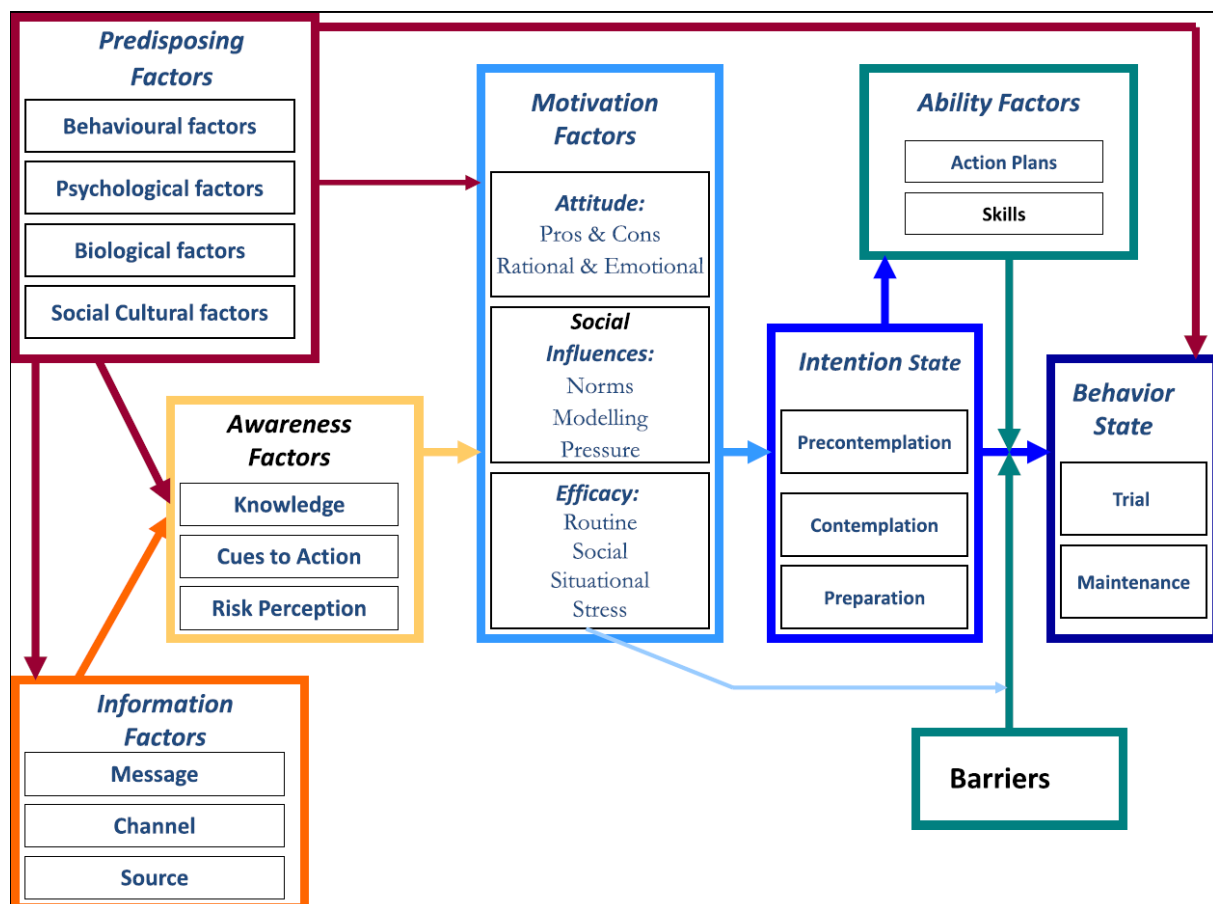 Predisposing
Factors
Behavioural factors
Psychological factors
Biological factors
Social Cultural factors
Information
Factors
Message
Channel
Source
Awareness
Factors
Knowledge
Cues to Action
Risk Perception
Motivation
Factors
Attitude:
Pros & Cons
Rational & Emotional
Social
Influences:
Norms
Modelling
Pressure
Efficacy:
Routine
Social
Situational
Stress
Intention State
Precontemplation
Contemplation
Preparation
Ability Factors
Action Plans
Skills
Barriers
Behavior
State
Trial
Maintenance